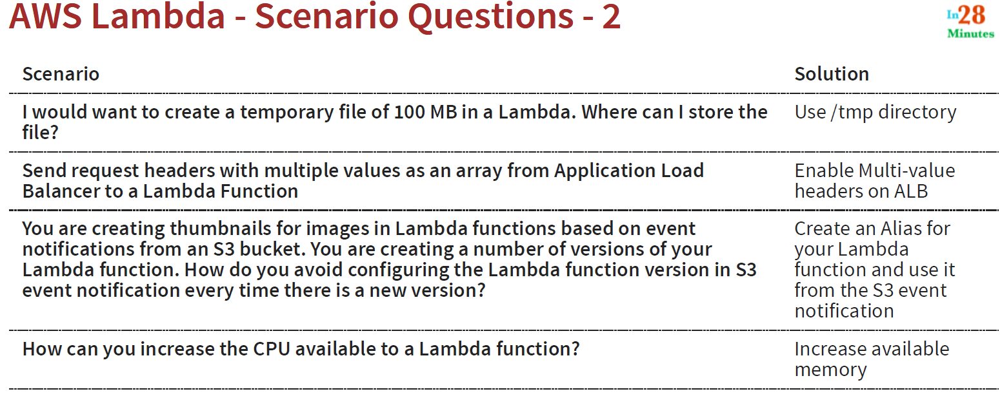 AWS Lambda - Scenario Questions - 2
In28
Minutes
Scenario
Solution
I would want to create a temporary file of 100 MB in a Lambda. Where can I store the
file?
Use /tmp directory
Send request headers with multiple values as an array from Application Load
Balancer to a Lambda Function
Enable Multi-value
headers on ALB
You are creating thumbnails for images in Lambda functions based on event
notifications from an S3 bucket. You are creating a number of versions of your
Lambda function. How do you avoid configuring the Lambda function version in S3
event notification every time there is a new version?
Create an Alias for
your Lambda
function and use it
from the S3 event
notification
How can you increase the CPU available to a Lambda function?
Increase available
memory